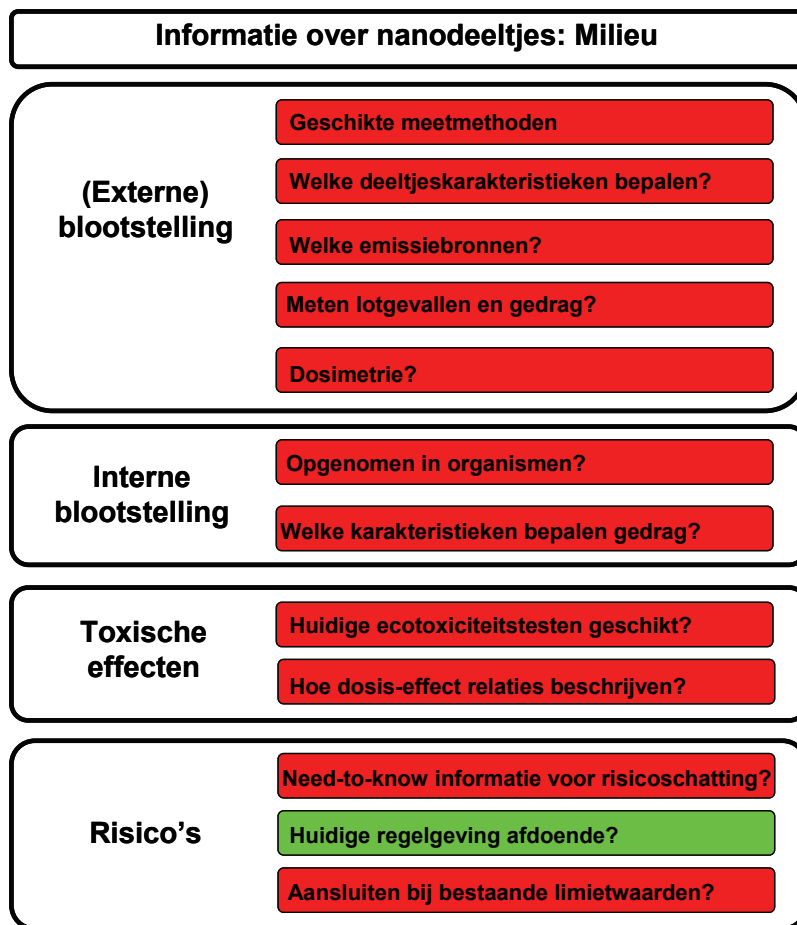 Informatie over nanodeeltjes: Milieu
(Externe)
blootstelling
Geschikte meetmethoden
Welke deeltjeskarakteristieken bepalen?
Welke emissiebronnen?
Meten lotgevallen en gedrag?
Dosimetrie?
Interne
blootstelling
Opgenomen in organismen?
Welke karakteristieken bepalen gedrag?
Toxische
effecten
Huidige ecotoxiciteitstesten geschikt?
Hoe dosis-effect relaties beschrijven?
Risico’s
Need-to-know informatie voor risicoschatting?
Huidige regelgeving afdoende?
Aansluiten bij bestaande limietwaarden?